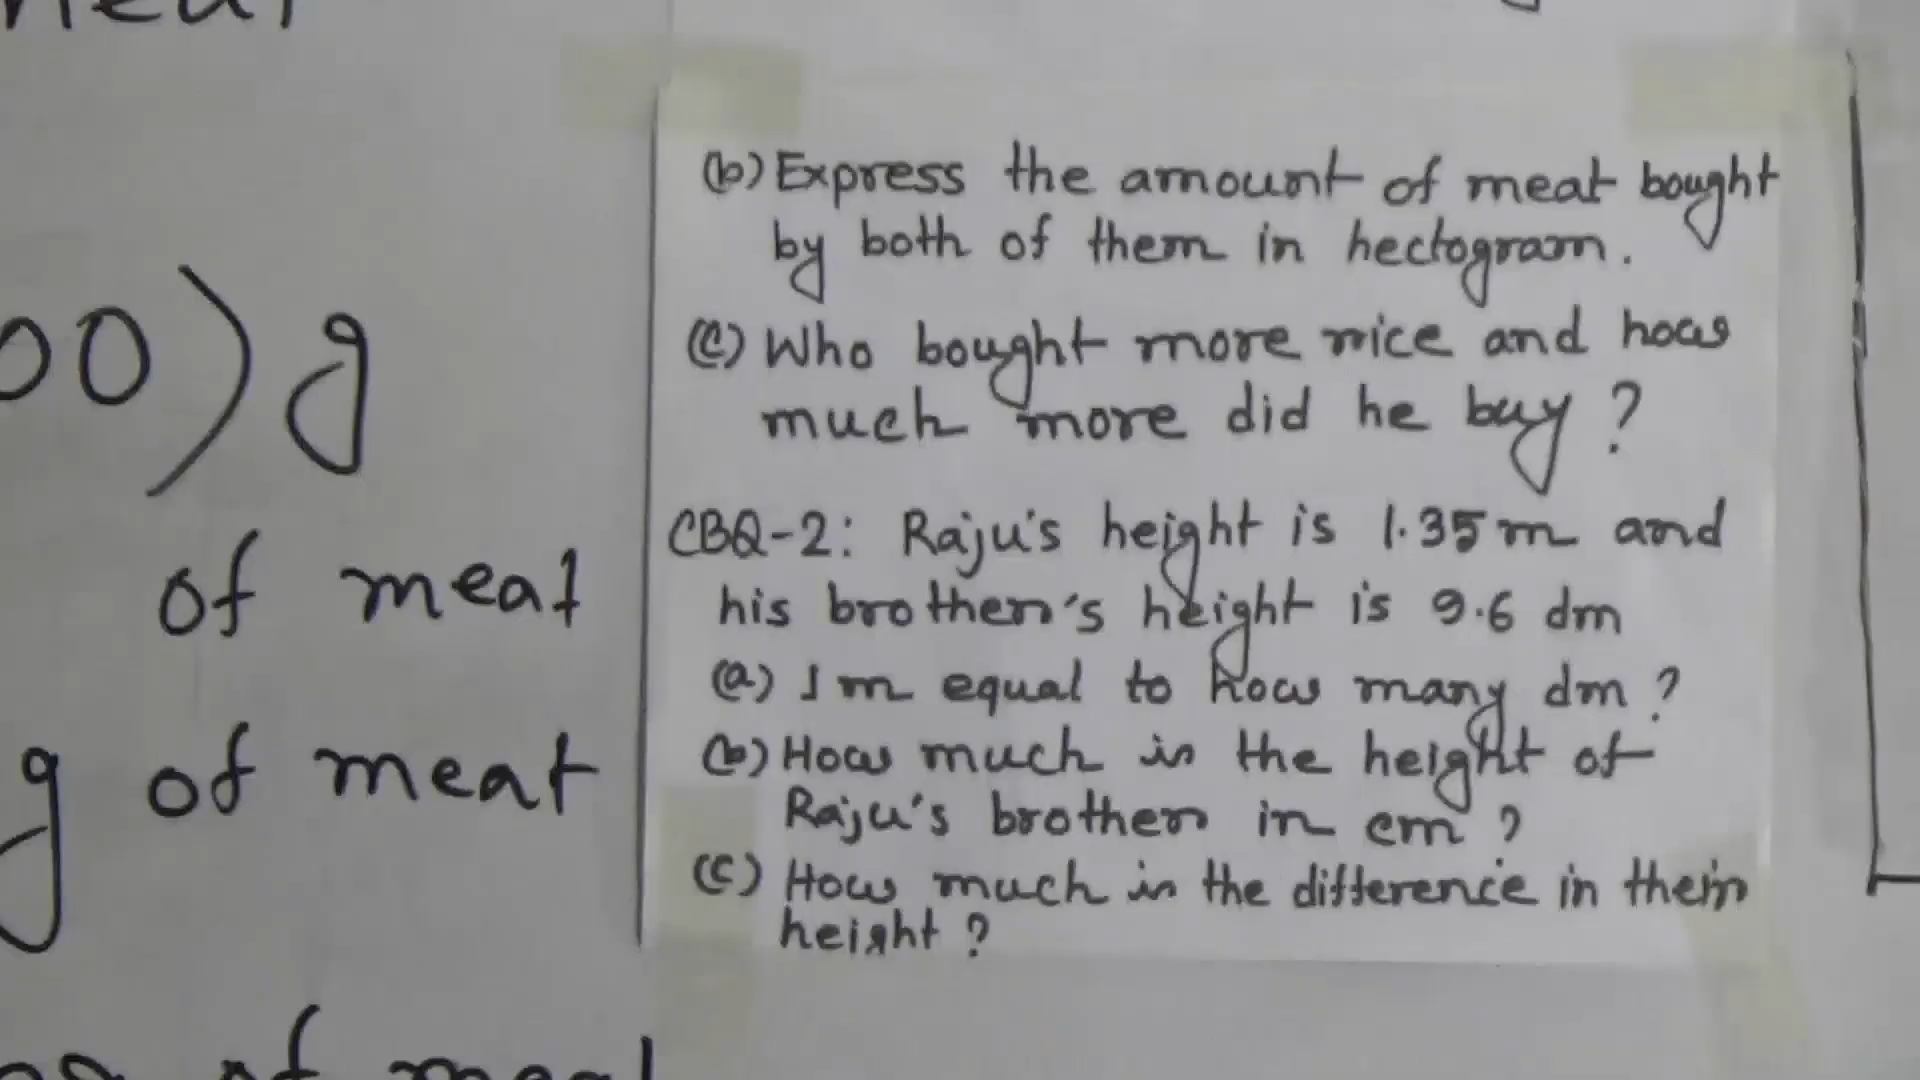 00) g
of meat
g of meat
of meat
(b) Express the amount of meat bought
by both of them in hectogram.
(c) Who bought more rice and how
much more did he buy?
CBQ-2: Raju's height is 1.35 m and
his brother's height is 9.6 dm
(a) 1 m equal to how many dm?
(b) How much is the height of
Raju's brother in cm?
(c) How much is the difference in their
height?